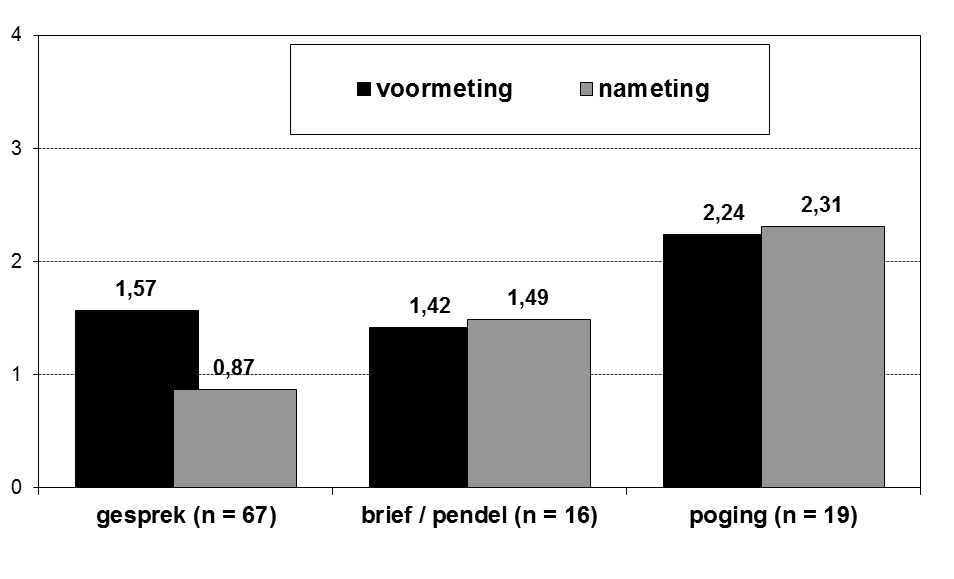 4
voormeting nameting
3
2,24 2,31
2
1,57 1,42 1,49
0,87
1
0
gesprek (n = 67) brief / pendel (n = 16) poging (n = 19)